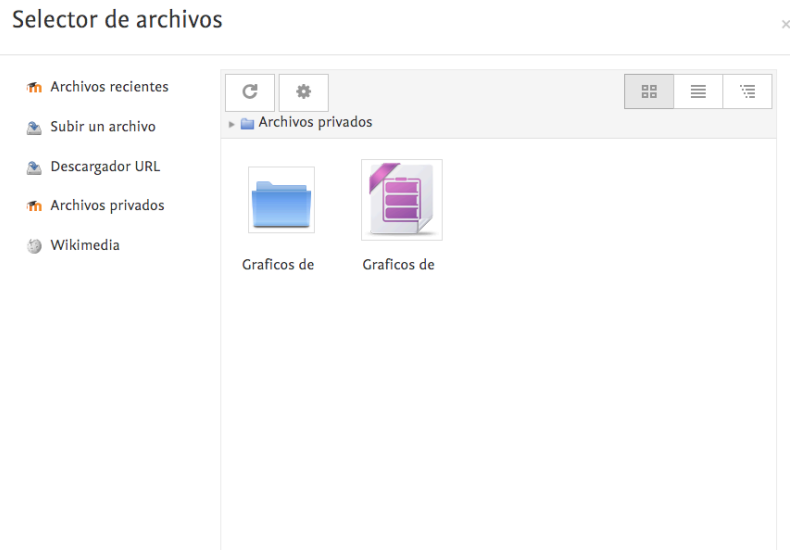 Selector de archivos
Archivos recientes
Subir un archivo
Descargador URL
Archivos privados
Wikimedia
Archivos privados
Graficos de
Graficos de